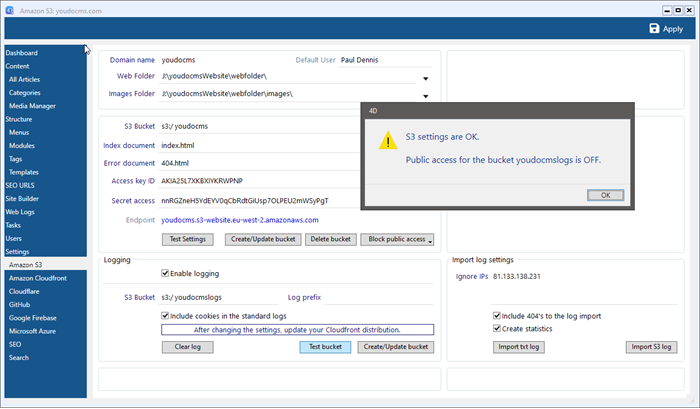 Amazon S3: youdocms.com
Apply
Dashboard
Content
All Articles
Categories
Media Manager
Structure
Menus
Modules
Tags
Templates
SEO URLS
Site Builder
Web Logs
Tasks
Users
Settings
Amazon S3
Amazon Cloudfront
Cloudflare
GitHub
Google Firebase
Microsoft Azure
SEO
Search
Domain name youdocms Default User Paul Dennis
Web Folder J:\youdocmsWebsite\webfolder\
Images Folder J:\youdocmsWebsite\webfolder\images\
S3 Bucket s3:/ youdocms
Index document index.html
Error document 404.html
Access key ID AKIA25L7XKBXIYKRWPNP
Secret access 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
Endpoint youdocms.s3-website.eu-west-2.amazonaws.com
Test Settings Create/Update bucket Delete bucket Block public access
4D
S3 settings are OK.
Public access for the bucket youdocmslogs is OFF.
OK
Logging
Enable logging
S3 Bucket s3:/ youdocmslogs Log prefix
Include cookies in the standard logs
After changing the settings, update your Cloudfront distribution.
Clear log Test bucket Create/Update bucket
Import log settings
Ignore IPs 81.133.138.231
Include 404's to the log import
Create statistics
Import txt log Import S3 log